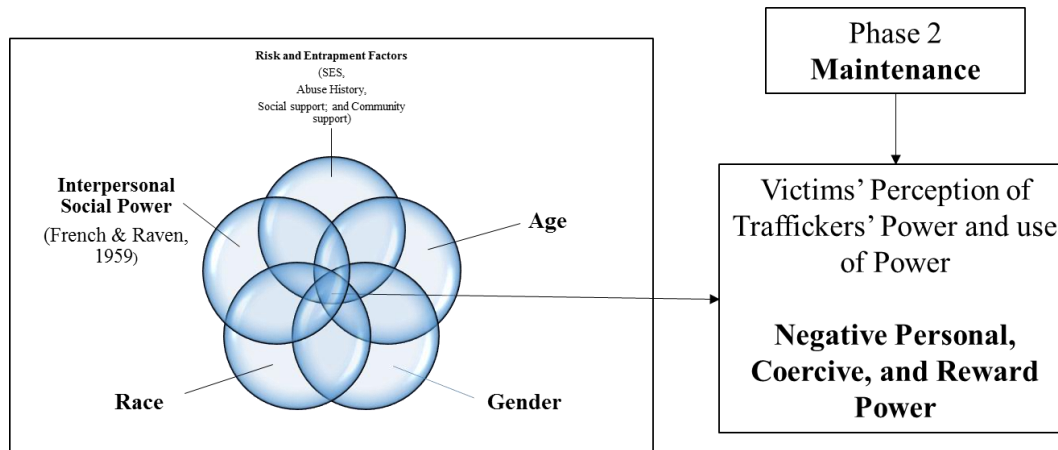 Risk and Entrapment Factors
(SES,
Abuse History,
Social support; and Community
support)
Interpersonal
Social Power
(French & Raven,
1959)
Age
Race
Gender
Phase 2
Maintenance
Victims’ Perception of
Traffickers’ Power and use
of Power
Negative Personal,
Coercive, and Reward
Power